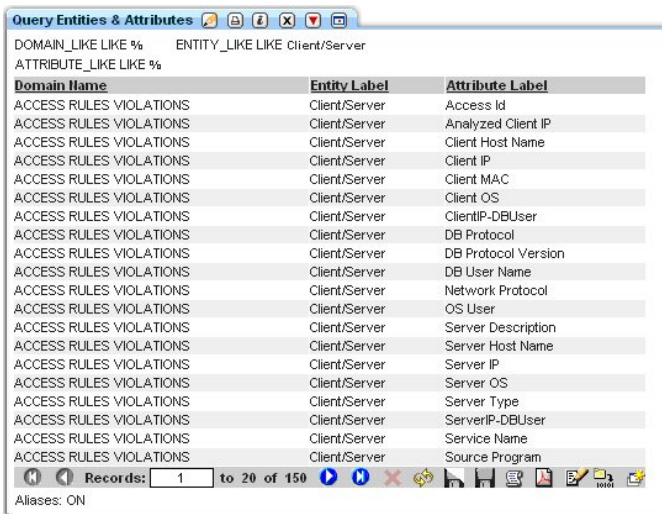 Query Entities & Attributes
DOMAIN_LIKE LIKE % ENTITY_LIKE LIKE Client/Server
ATTRIBUTE_LIKE LIKE %
Domain Name Entity Label Attribute Label
ACCESS RULES VIOLATIONS Client/Server Access Id
ACCESS RULES VIOLATIONS Client/Server Analyzed Client IP
ACCESS RULES VIOLATIONS Client/Server Client Host Name
ACCESS RULES VIOLATIONS Client/Server Client IP
ACCESS RULES VIOLATIONS Client/Server Client MAC
ACCESS RULES VIOLATIONS Client/Server Client OS
ACCESS RULES VIOLATIONS Client/Server ClientIP-DBUser
ACCESS RULES VIOLATIONS Client/Server DB Protocol
ACCESS RULES VIOLATIONS Client/Server DB Protocol Version
ACCESS RULES VIOLATIONS Client/Server DB User Name
ACCESS RULES VIOLATIONS Client/Server Network Protocol
ACCESS RULES VIOLATIONS Client/Server OS User
ACCESS RULES VIOLATIONS Client/Server Server Description
ACCESS RULES VIOLATIONS Client/Server Server Host Name
ACCESS RULES VIOLATIONS Client/Server Server IP
ACCESS RULES VIOLATIONS Client/Server Server OS
ACCESS RULES VIOLATIONS Client/Server Server Type
ACCESS RULES VIOLATIONS Client/Server ServerIP-DBUser
ACCESS RULES VIOLATIONS Client/Server Service Name
ACCESS RULES VIOLATIONS Client/Server Source Program
Records: 1 to 20 of 150
Aliases: ON